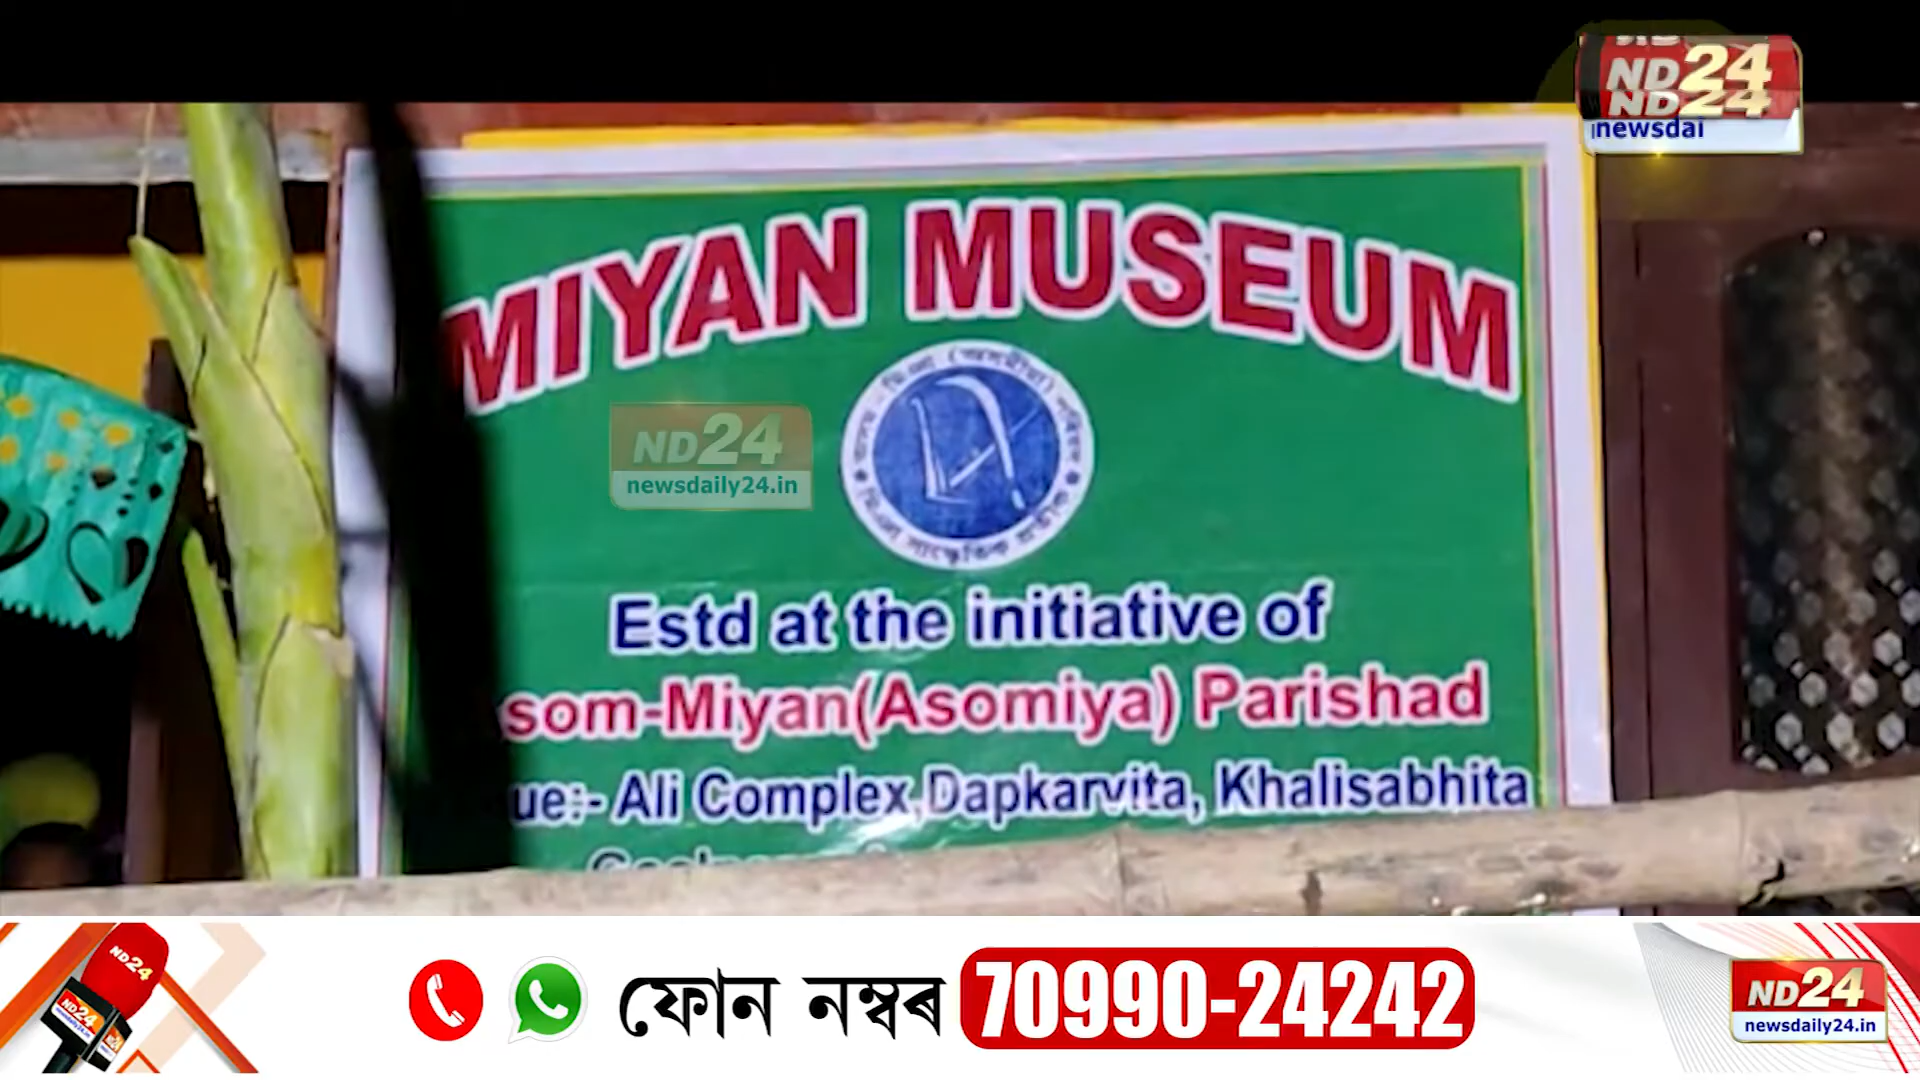 ND24
newsdai
MIYAN MUSEUM
ND24
newsdaily24.in
Estd at the initiative of
som-Miyan(Asomiya) Parishad
ue:- Ali Complex,Dapkarvita, Khalisabhita
ND24
ND24
ফোন নম্বৰ 70990-24242
ND24
newsdaily24.in